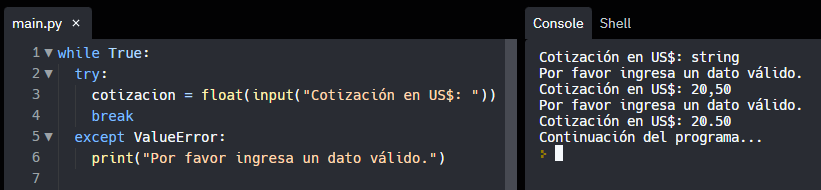 main.py ×
1 while True:
2 try:
3 cotizacion = float(input("Cotización en US$: "))
4 break
5 except ValueError:
6 print("Por favor ingresa un dato válido.")
7
Console Shell
Cotización en US$: string
Por favor ingresa un dato válido.
Cotización en US$: 20,50
Por favor ingresa un dato válido.
Cotización en US$: 20.50
Continuación del programa...